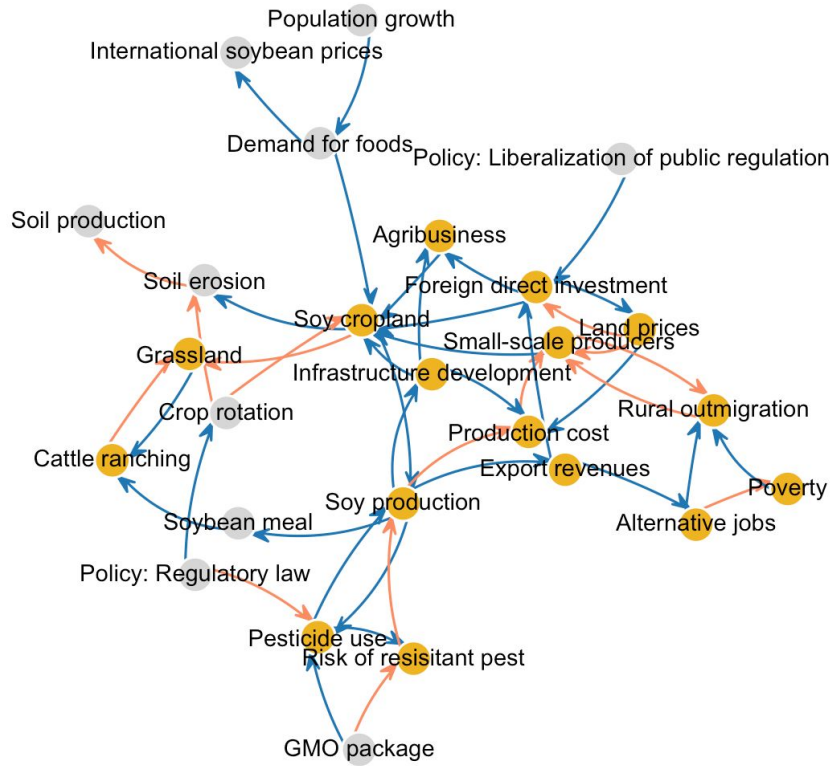 Population growth
International soybean prices
Demand for foods
Policy: Liberalization of public regulation
Soil production
Agribusiness
Soil erosion
Foreign direct investment
Soy cropland
Land prices
Small-scale producers
Grassland
Infrastructure development
Crop rotation
Rural outmigration
Production cost
Cattle ranching
Export revenues
Poverty
Soy production
Soybean meal
Alternative jobs
Policy: Regulatory law
Pesticide use
Risk of resisitant pest
GMO package